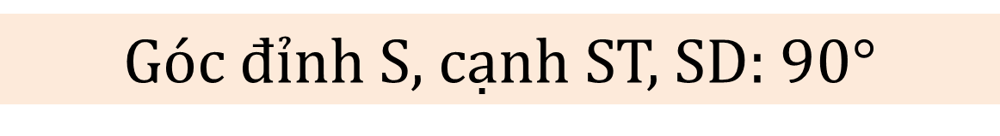 Góc đỉnh S, cạnh ST, SD: 90°